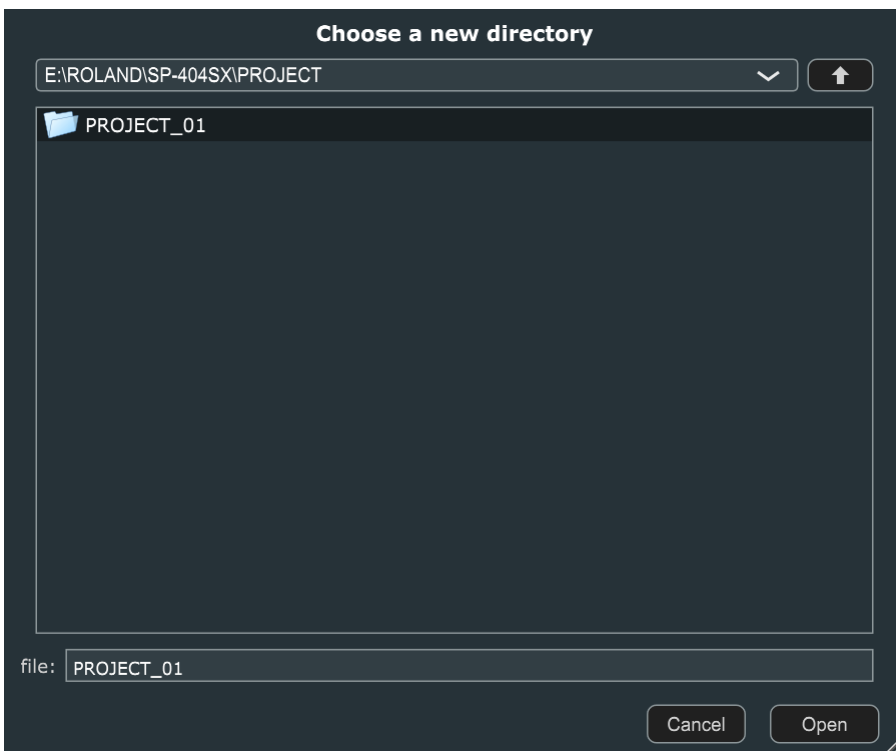 Choose a new directory
E:\ROLAND\SP-404SX\PROJECT
PROJECT_01
file: PROJECT_01
Cancel Open